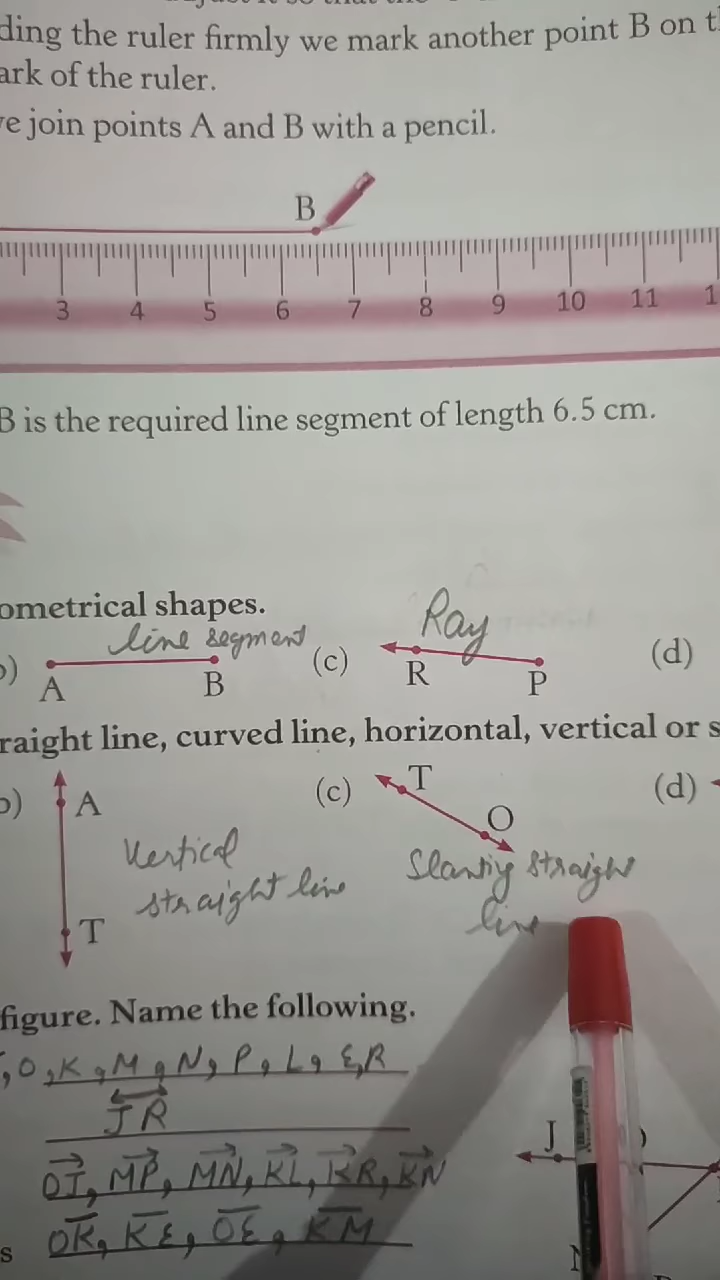 ding the ruler firmly we mark another point B on t
ark of the ruler.
e join points A and B with a pencil.
B
3 4 5 6 7 8 9 10 11 1
B is the required line segment of length 6.5 cm.
ometrical shapes.
line segment
Ray
A B (c) R P (d)
raight line, curved line, horizontal, vertical or s
A (c) T (d)
O
Vertical
straight line
Slanting straight
line
T
figure. Name the following.
, O, K, M, N, P, L, E, R
JR
OJ, MP, MN, KL, KR, KN
J
s OK, KE, OE, KM